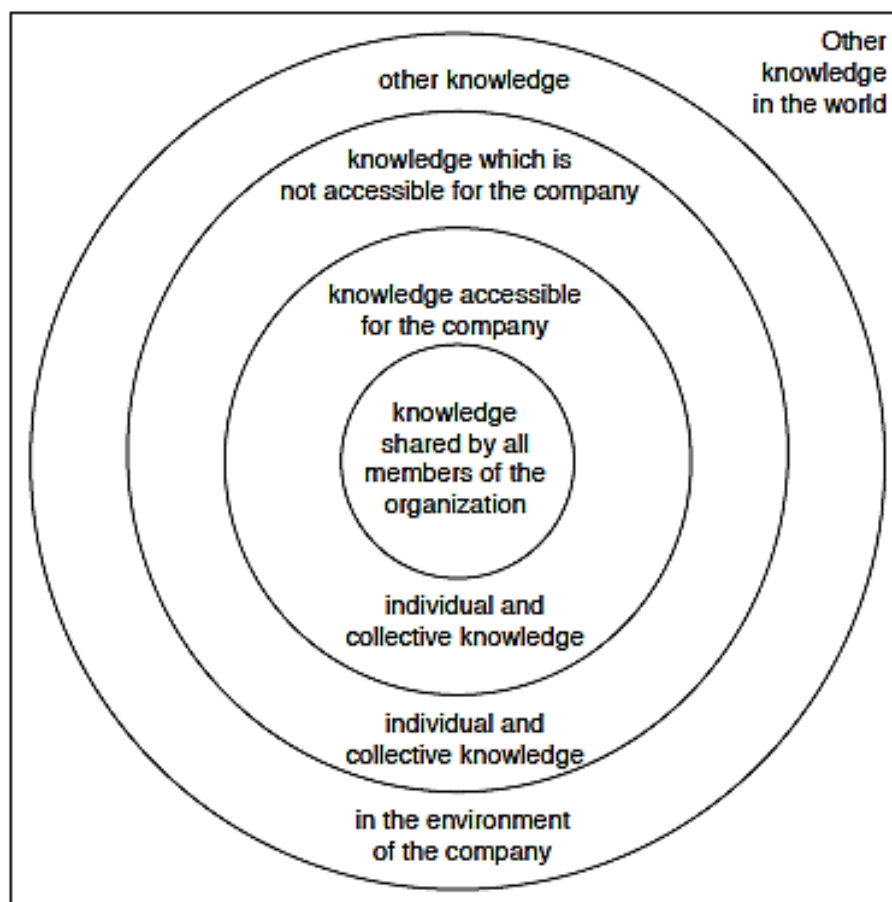 Other
knowledge
in the world
other knowledge
knowledge which is
not accessible for the company
knowledge accessible
for the company
knowledge
shared by all
members of the
organization
individual and
collective knowledge
individual and
collective knowledge
in the environment
of the company